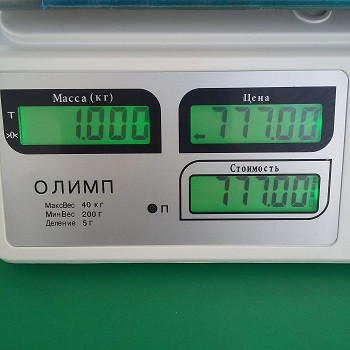 Масса (кг) Цена
Т
>0<
1.000
777.00
Стоимость
777.00
ОЛИМП
МаксВес 40 кг
МинВес 200 г
Деление 5 г
П